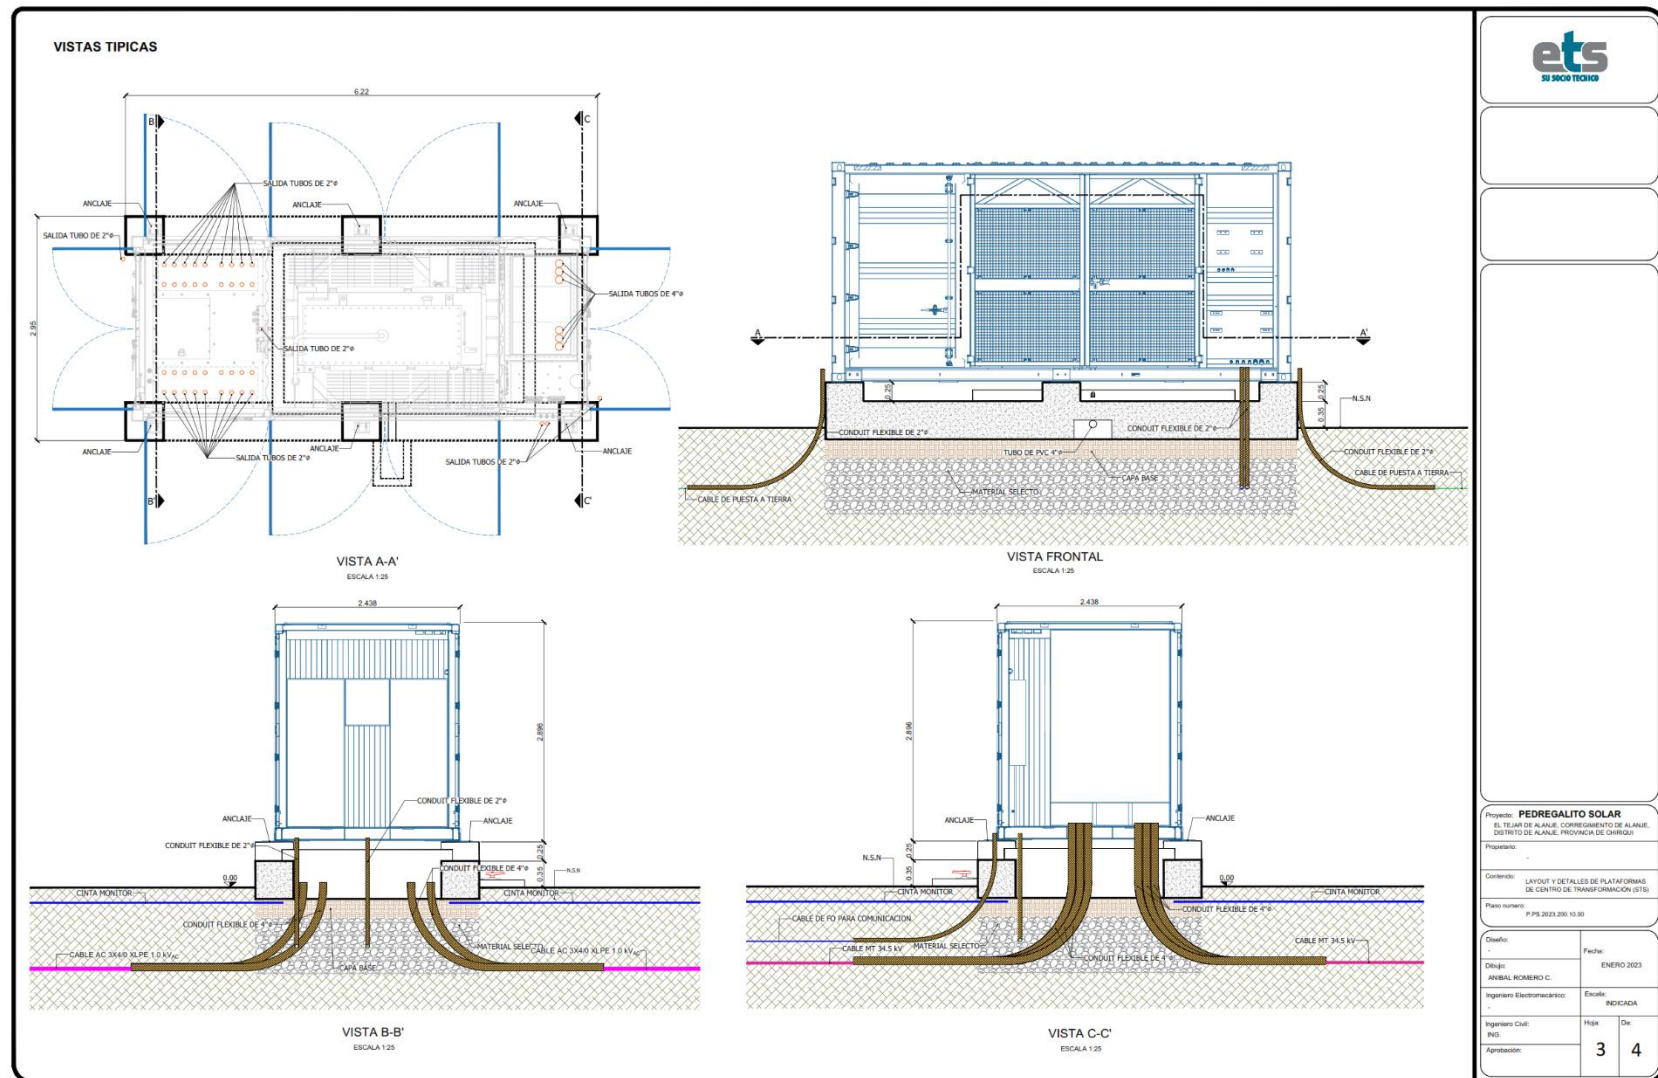 VISTAS TIPICAS
6.22
B
C
SALIDA TUBOS DE 2"ø
ANCLAJE
ANCLAJE
ANCLAJE
SALIDA TUBO DE 2"ø
SALIDA TUBOS DE 4"ø
2.95
SALIDA TUBO DE 2"ø
ANCLAJE
SALIDA TUBOS DE 2"ø
ANCLAJE
SALIDA TUBOS DE 2"ø
ANCLAJE
B'
C'
VISTA A-A'
ESCALA 1:25
A
A'
0.25
0.25
0.35
N.S.N
CONDUIT FLEXIBLE DE 2"ø
CONDUIT FLEXIBLE DE 2"ø
TUBO DE PVC 4"ø
CONDUIT FLEXIBLE DE 2"ø
CAPA BASE
CABLE DE PUESTA A TIERRA
MATERIAL SELECTO
CABLE DE PUESTA A TIERRA
VISTA FRONTAL
ESCALA 1:25
2.438
2.896
CONDUIT FLEXIBLE DE 2"ø
ANCLAJE
ANCLAJE
CONDUIT FLEXIBLE DE 2"ø
0.25
0.35
CONDUIT FLEXIBLE DE 4"ø
N.S.N
0.00
CINTA MONITOR
CINTA MONITOR
CONDUIT FLEXIBLE DE 4"ø
MATERIAL SELECTO
CABLE AC 3X4/0 XLPE 1.0 kVAC
CABLE AC 3X4/0 XLPE 1.0 kVAC
CAPA BASE
VISTA B-B'
ESCALA 1:25
2.438
2.896
ANCLAJE
ANCLAJE
0.25
0.35
N.S.N
0.00
CINTA MONITOR
CINTA MONITOR
CONDUIT FLEXIBLE DE 4"ø
CABLE DE FO PARA COMUNICACION
CABLE MT 34.5 kV
MATERIAL SELECTO
CABLE MT 34.5 kV
CONDUIT FLEXIBLE DE 4"ø
VISTA C-C'
ESCALA 1:25
ets
SU SOCIO TECNICO
Proyecto: PEDREGALITO SOLAR
EL TEJAR DE ALANJE, CORREGIMIENTO DE ALANJE,
DISTRITO DE ALANJE, PROVINCIA DE CHIRIQUI
Propietario:
-
Contenido:
LAYOUT Y DETALLES DE PLATAFORMAS
DE CENTRO DE TRANSFORMACIÓN (STS)
Plano numero:
P.PS.2023.200.10.00
Diseño:
-
Fecha:
ENERO 2023
Dibujo:
ANIBAL ROMERO C.
Ingeniero Electromecánico:
-
Escala:
INDICADA
Ingeniero Civil:
ING.
Hoja:
De:
3
4
Aprobación: